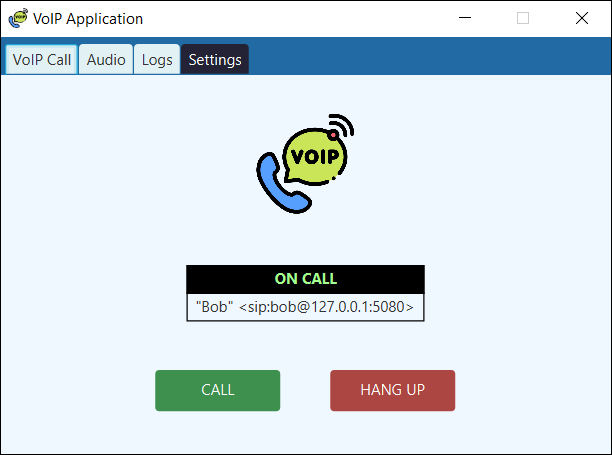 VoIP Application
VoIP Call Audio Logs Settings
VOIP
ON CALL
"Bob" <sip:bob@127.0.0.1:5080>
CALL HANG UP